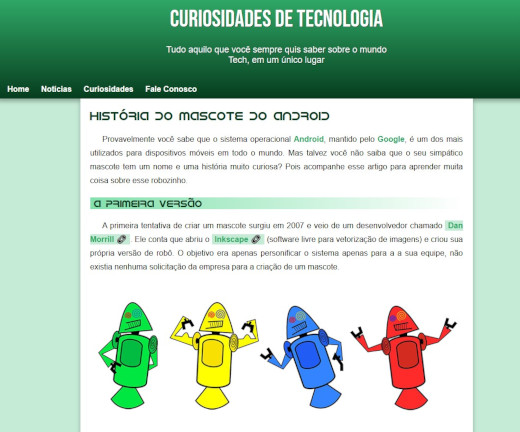 CURIOSIDADES DE TECNOLOGIA
Tudo aquilo que você sempre quis saber sobre o mundo
Tech, em um único lugar
Home Notícias Curiosidades Fale Conosco
HISTÓRIA DO MASCOTE DO ANDROID
Provavelmente você sabe que o sistema operacional Android, mantido pelo Google, é um dos mais
utilizados para dispositivos móveis em todo o mundo. Mas talvez você não saiba que o seu simpático
mascote tem um nome e uma história muito curiosa? Pois acompanhe esse artigo para aprender muita
coisa sobre esse robozinho.
A PRIMEIRA VERSÃO
A primeira tentativa de criar um mascote surgiu em 2007 e veio de um desenvolvedor chamado Dan
Morrill. Ele conta que abriu o Inkscape (software livre para vetorização de imagens) e criou sua
própria versão de robô. O objetivo era apenas personificar o sistema apenas para a a sua equipe, não
existia nenhuma solicitação da empresa para a criação de um mascote.